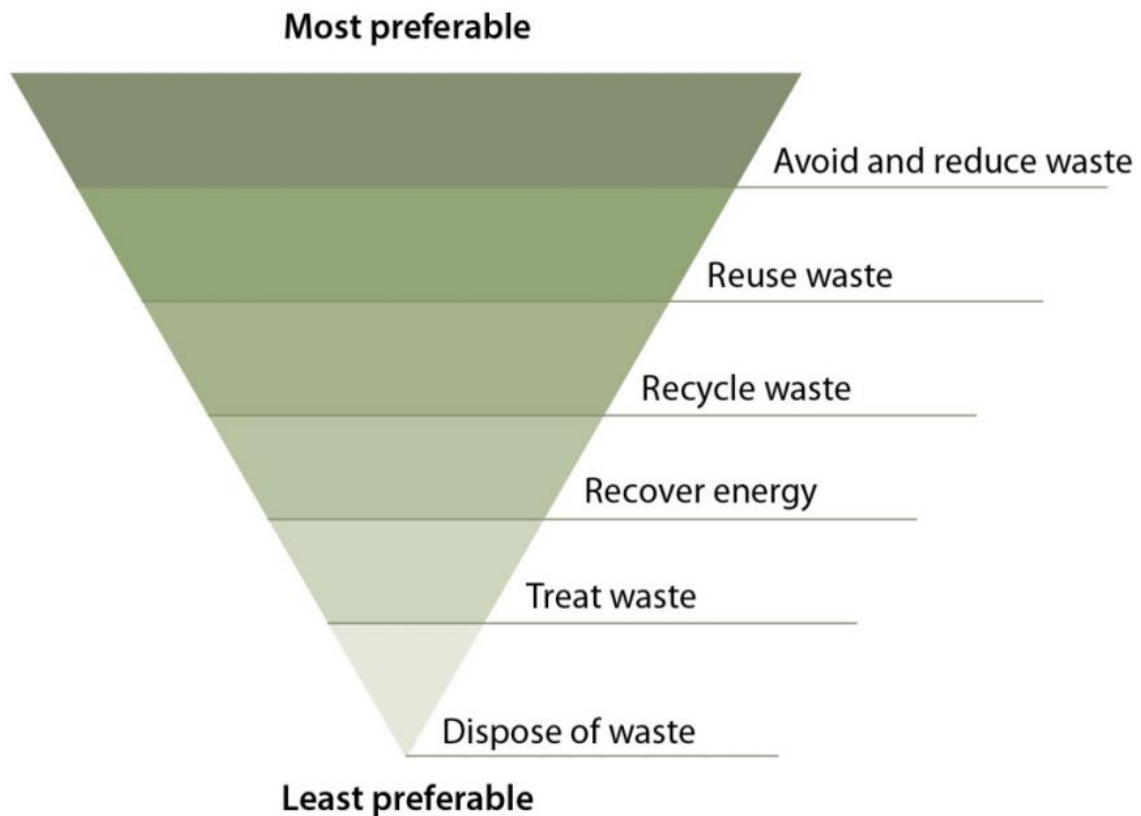 Most preferable
Avoid and reduce waste
Reuse waste
Recycle waste
Recover energy
Treat waste
Dispose of waste
Least preferable